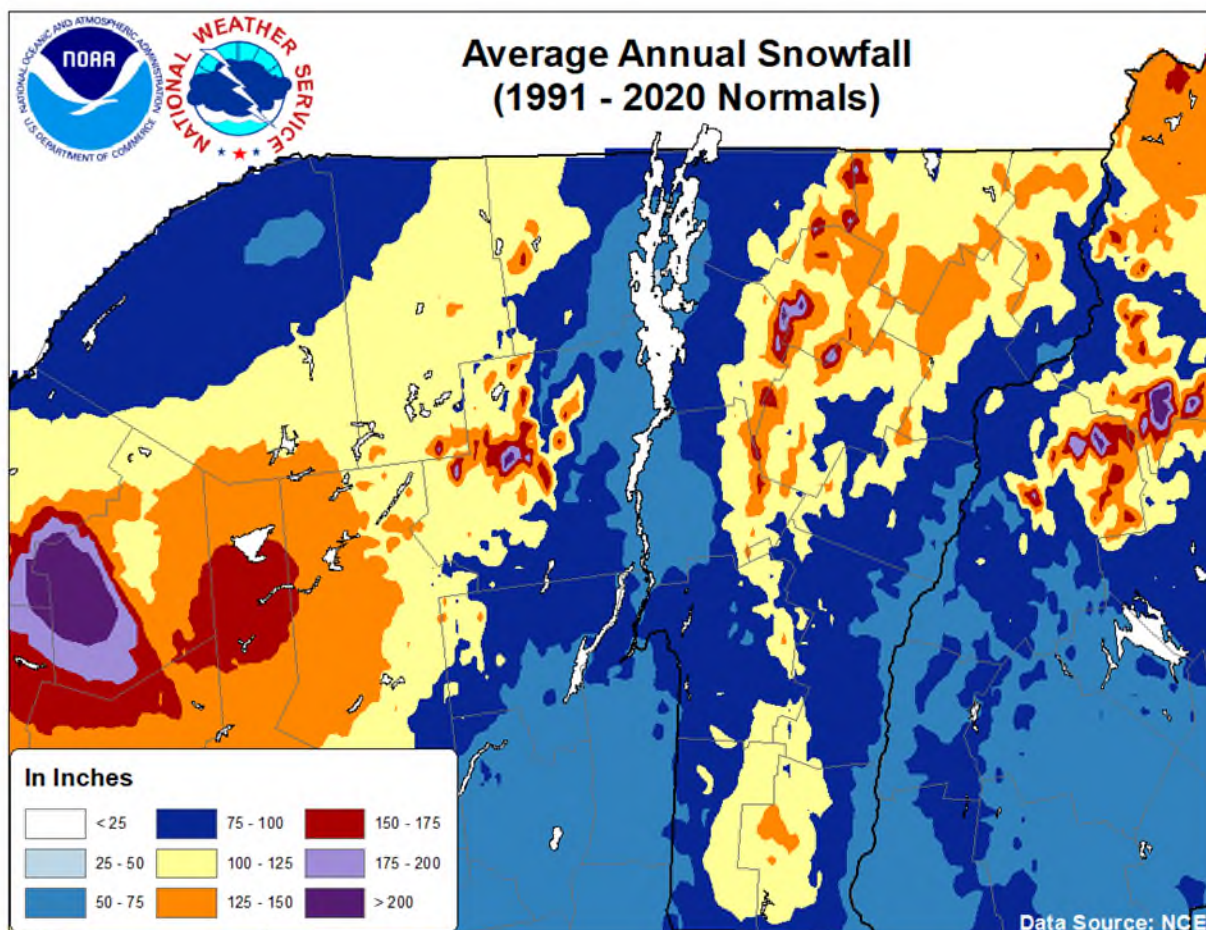 NATIONAL OCEANIC AND ATMOSPHERIC ADMINISTRATION
NOAA
U.S. DEPARTMENT OF COMMERCE
NATIONAL WEATHER SERVICE
Average Annual Snowfall
(1991 - 2020 Normals)
In Inches
< 25
75 - 100
150 - 175
25 - 50
100 - 125
175 - 200
50 - 75
125 - 150
> 200
Data Source: NCE